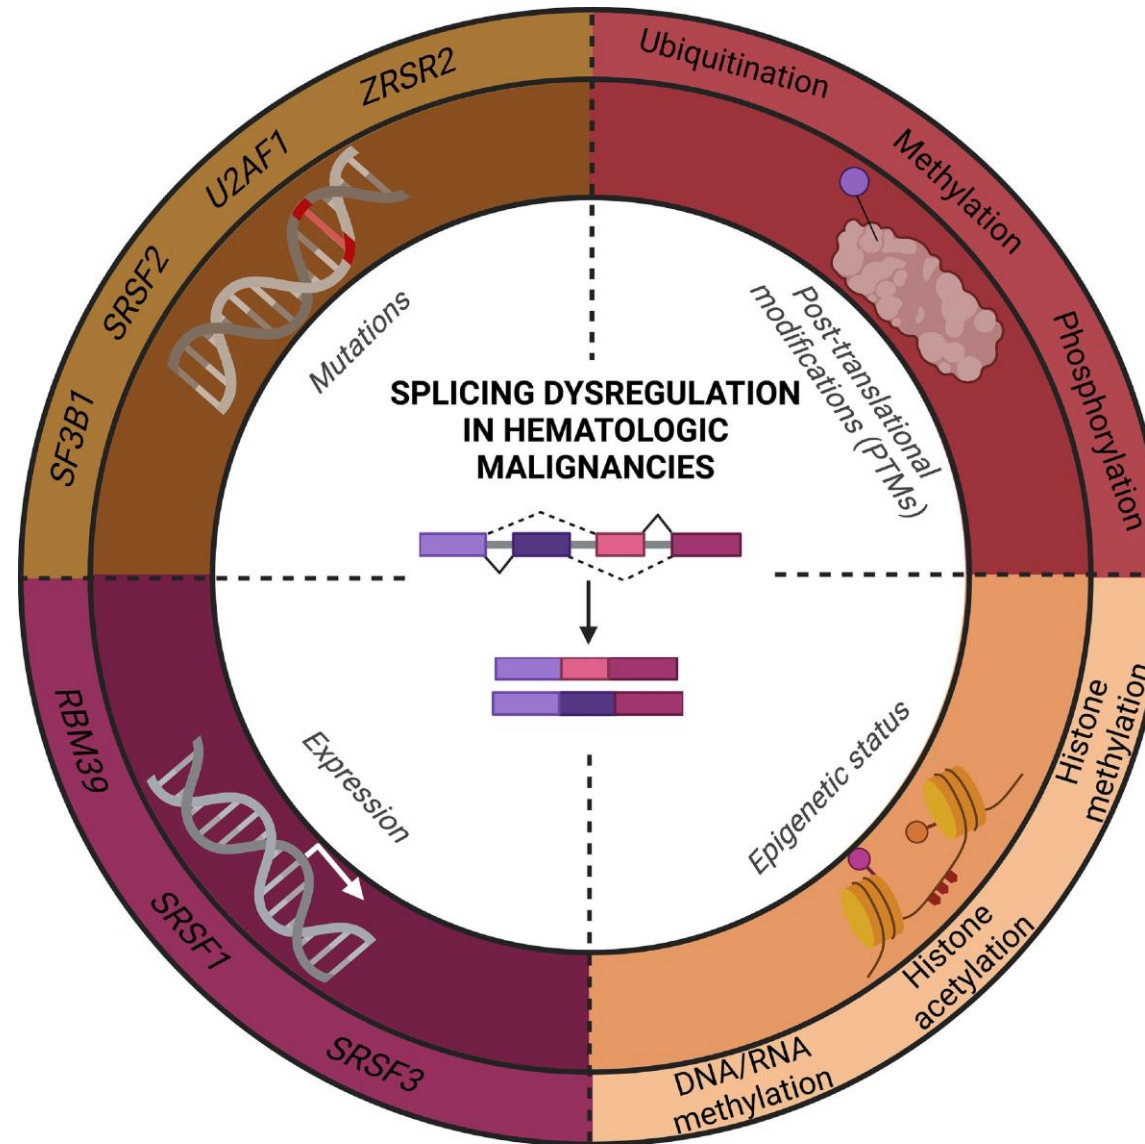 ZRSR2
U2AF1
SRSF2
SF3B1
Mutations
Ubiquitination
Methylation
Phosphorylation
Post-translational
modifications (PTMs)
SPLICING DYSREGULATION
IN HEMATOLOGIC
MALIGNANCIES
Expression
RBM39
SRSF1
SRSF3
Epigenetic status
Histone
methylation
Histone
acetylation
DNA/RNA
methylation